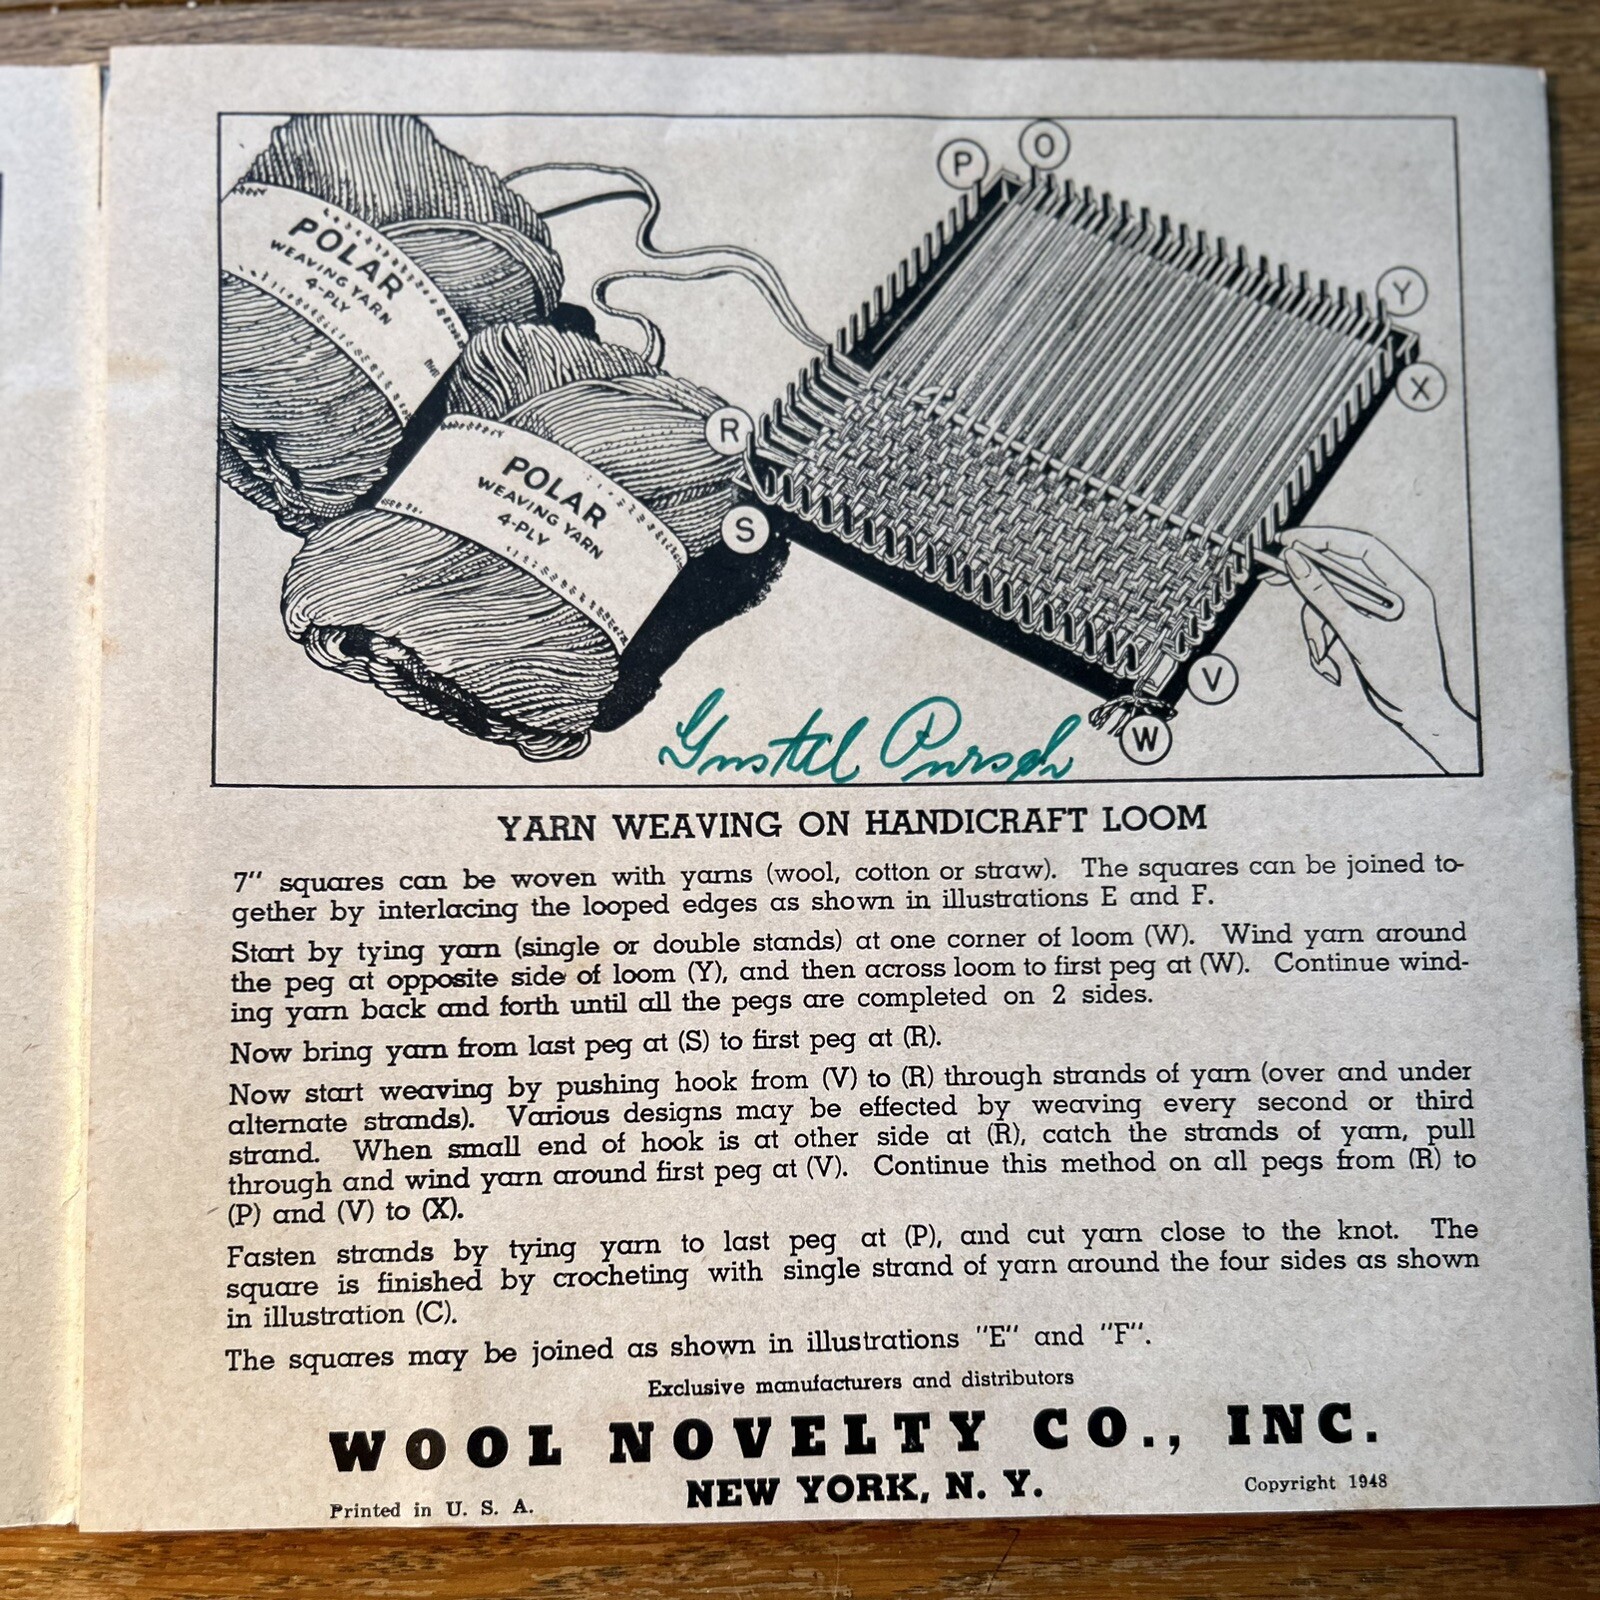 P
O
POLAR
WEAVING YARN
4-PLY
Y
X
R
POLAR
WEAVING YARN
4-PLY
S
V
W
YARN WEAVING ON HANDICRAFT LOOM
7" squares can be woven with yarns (wool, cotton or straw). The squares can be joined to-
gether by interlacing the looped edges as shown in illustrations E and F.
Start by tying yarn (single or double stands) at one corner of loom (W). Wind yarn around
the peg at opposite side of loom (Y), and then across loom to first peg at (W). Continue wind-
ing yarn back and forth until all the pegs are completed on 2 sides.
Now bring yarn from last peg at (S) to first peg at (R).
Now start weaving by pushing hook from (V) to (R) through strands of yarn (over and under
alternate strands). Various designs may be effected by weaving every second or third
strand. When small end of hook is at other side at (R), catch the strands of yarn, pull
through and wind yarn around first peg at (V). Continue this method on all pegs from (R) to
(P) and (V) to (X).
Fasten strands by tying yarn to last peg at (P), and cut yarn close to the knot. The
square is finished by crocheting with single strand of yarn around the four sides as shown
in illustration (C).
The squares may be joined as shown in illustrations "E" and "F".
Exclusive manufacturers and distributors
WOOL NOVELTY CO., INC.
NEW YORK, N. Y.
Printed in U. S. A.
Copyright 1948